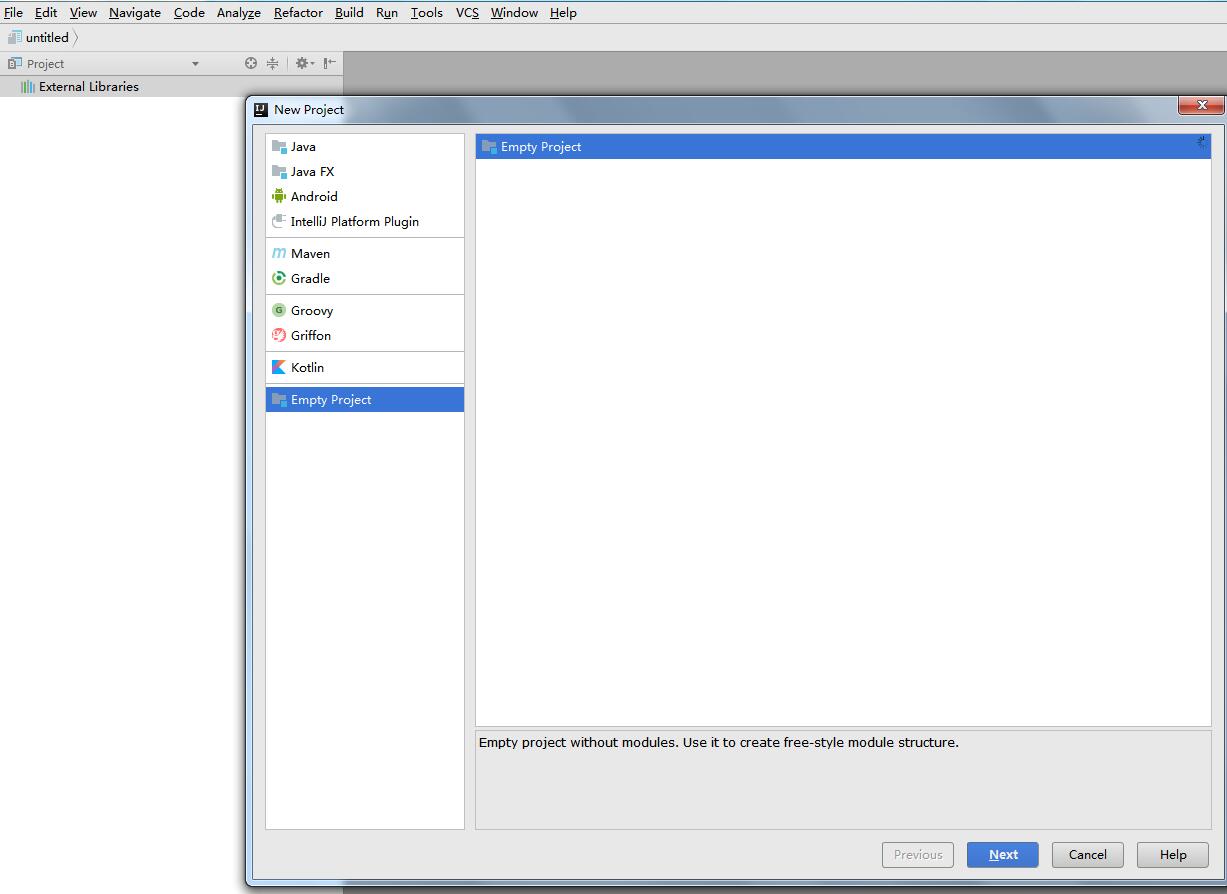 File Edit View Navigate Code Analyze Refactor Build Run Tools VCS Window Help
untitled
Project
External Libraries
New Project
Java
Java FX
Android
IntelliJ Platform Plugin
Maven
Gradle
Groovy
Griffon
Kotlin
Empty Project
Empty Project
Empty project without modules. Use it to create free-style module structure.
Previous Next Cancel Help